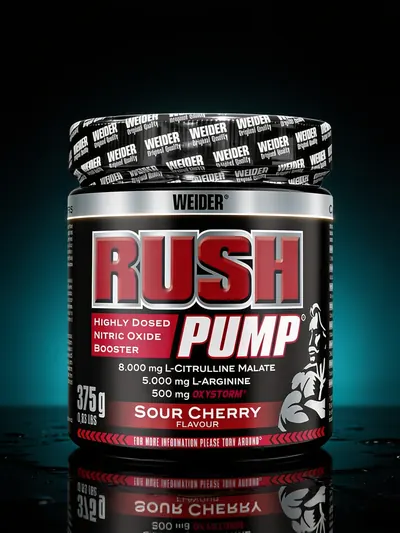 WEIDER
Original Quality
WEIDER®
RUSH
PUMP
HIGHLY DOSED
NITRIC OXIDE
BOOSTER
8.000 mg L-CITRULLINE MALATE
5.000 mg L-ARGININE
500 mg OXYSTORM®
375g
0,83 LBS
SOUR CHERRY
FLAVOUR
FOR MORE INFORMATION PLEASE TURN AROUND